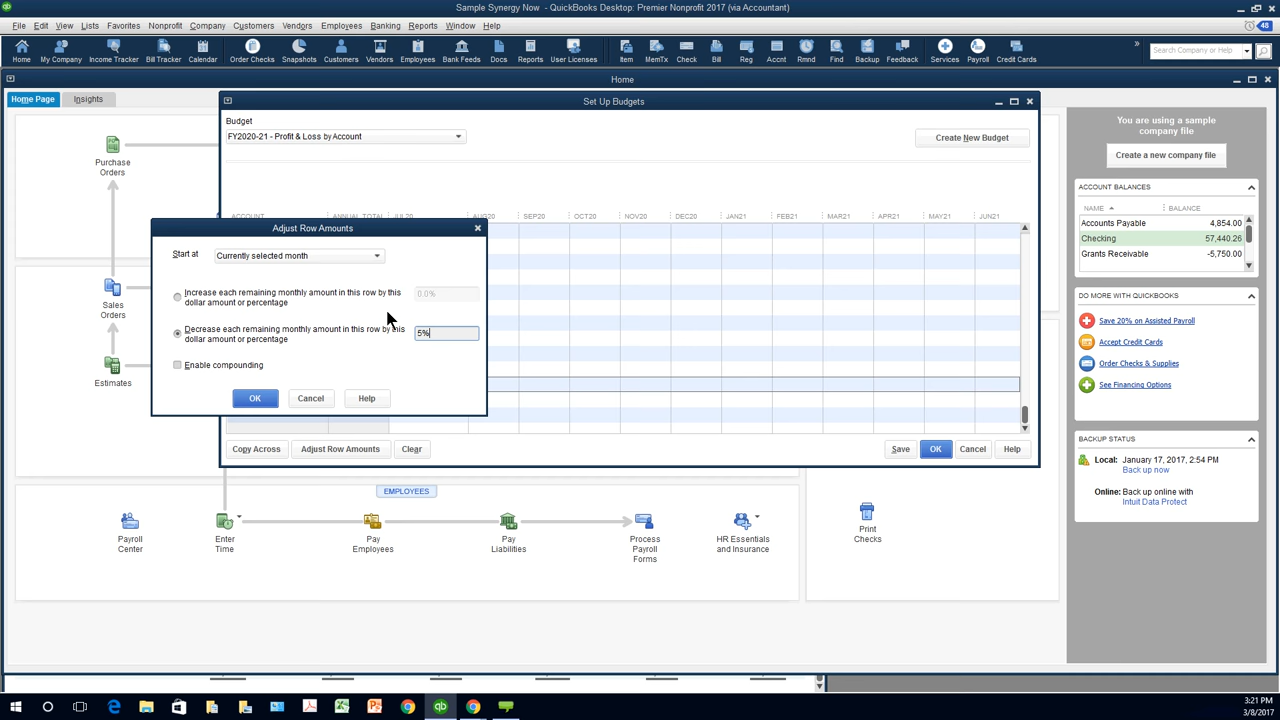 Sample Synergy Now - QuickBooks Desktop: Premier Nonprofit 2017 (via Accountant)
File Edit View Lists Favorites Nonprofit Company Customers Vendors Employees Banking Reports Window Help
48
Home My Company Income Tracker Bill Tracker Calendar Order Checks Snapshots Customers Vendors Employees Bank Feeds Docs Reports User Licenses Item MemTx Check Bill Reg Accnt Rmnd Find Backup Feedback Services Payroll Credit Cards
Search Company or Help
Home
Home Page Insights
Purchase
Orders
Sales
Orders
Estimates
Set Up Budgets
Budget
FY2020-21 - Profit & Loss by Account
Create New Budget
ACCOUNT ANNUAL TOTAL JUL20 AUG20 SEP20 OCT20 NOV20 DEC20 JAN21 FEB21 MAR21 APR21 MAY21 JUN21
Adjust Row Amounts
Start at Currently selected month
Increase each remaining monthly amount in this row by this
dollar amount or percentage
0.0%
Decrease each remaining monthly amount in this row by this
dollar amount or percentage
5%
Enable compounding
OK Cancel Help
Copy Across Adjust Row Amounts Clear Save OK Cancel Help
EMPLOYEES
Payroll
Center
Enter
Time
Pay
Employees
Pay
Liabilities
Process
Payroll
Forms
HR Essentials
and Insurance
Print
Checks
You are using a sample
company file
Create a new company file
ACCOUNT BALANCES
NAME BALANCE
Accounts Payable 4,854.00
Checking 57,440.26
Grants Receivable -5,750.00
DO MORE WITH QUICKBOOKS
Save 20% on Assisted Payroll
Accept Credit Cards
Order Checks & Supplies
See Financing Options
BACKUP STATUS
Local: January 17, 2017, 2:54 PM
Back up now
Online: Back up online with
Intuit Data Protect
3:21 PM
3/8/2017